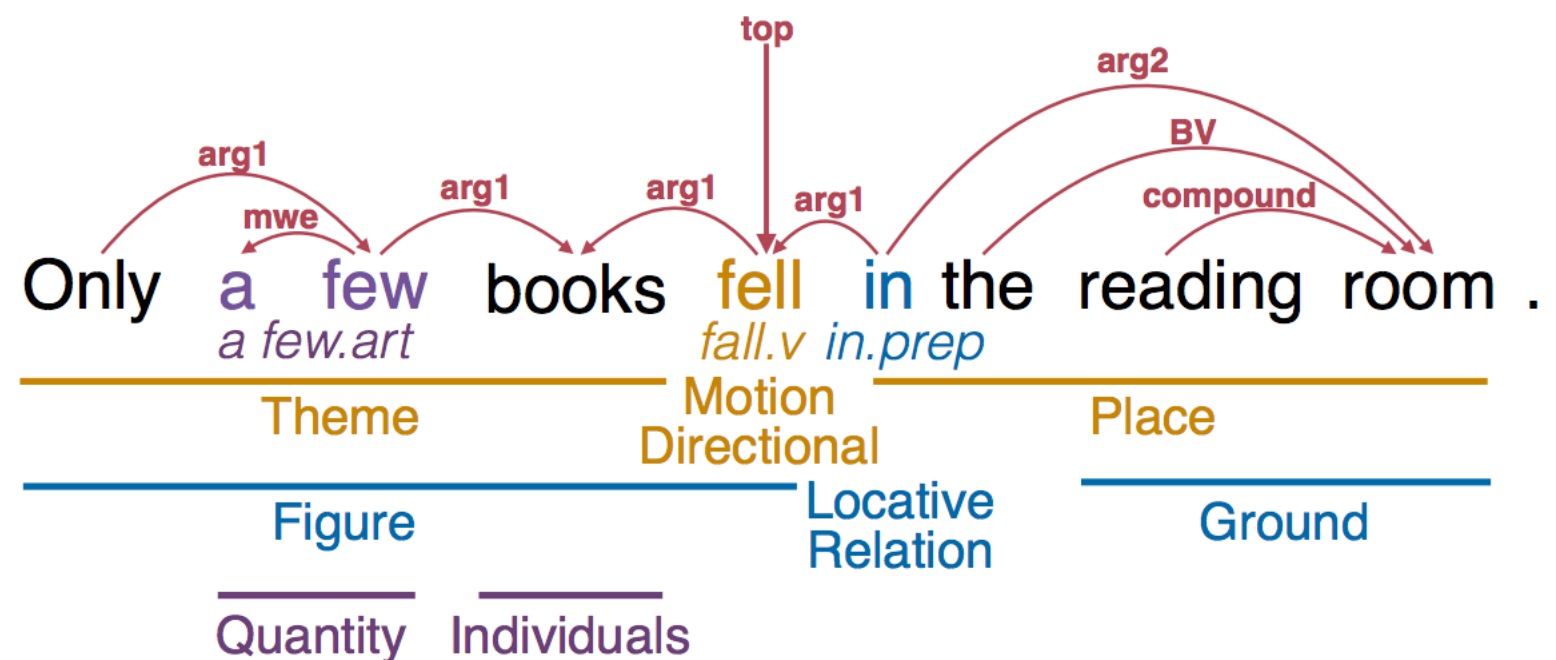 top
arg2
BV
arg1
arg1
arg1
compound
arg1
mwe
Only a few books fell in the reading room .
a few.art fall.v in.prep
Theme Motion Directional Place
Figure Locative Relation Ground
Quantity Individuals